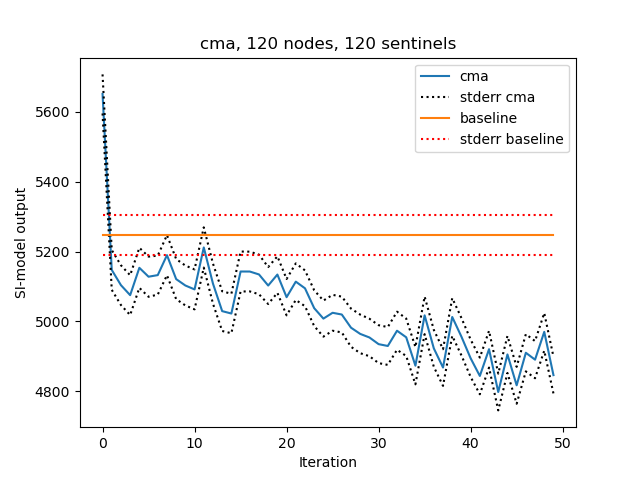 cma, 120 nodes, 120 sentinels
cma
stderr cma
baseline
stderr baseline
SI-model output
5600
5400
5200
5000
4800
0 10 20 30 40 50
Iteration